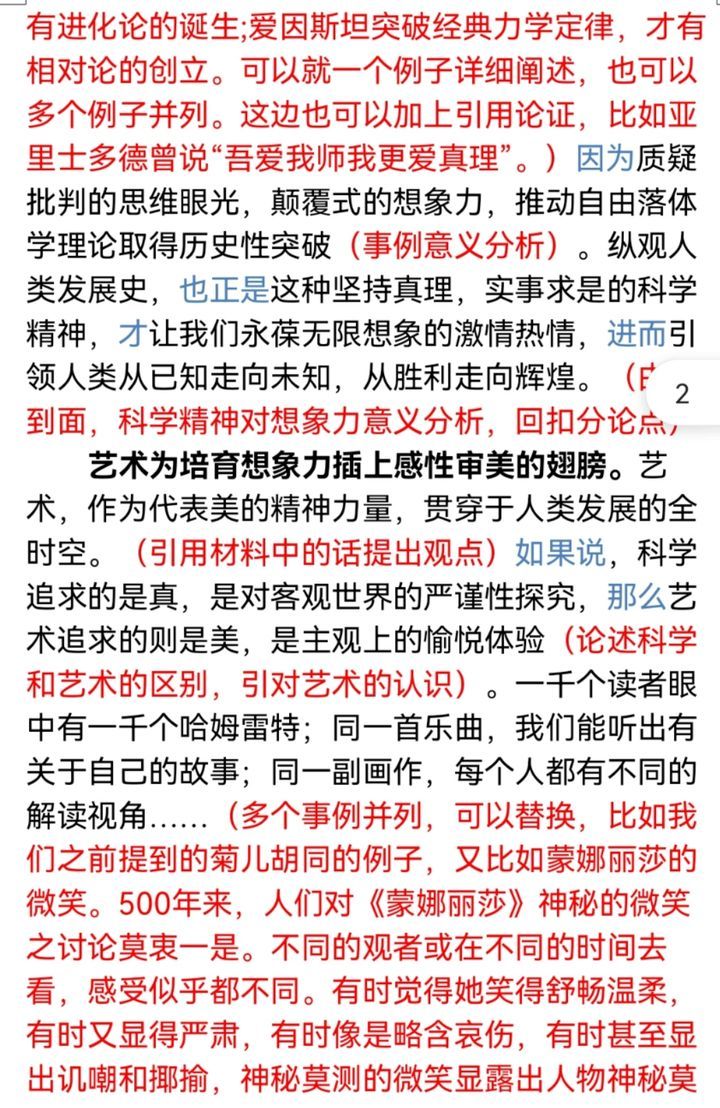 有进化论的诞生;爱因斯坦突破经典力学定律，才有
相对论的创立。可以就一个例子详细阐述，也可以
多个例子并列。这边也可以加上引用论证，比如亚
里士多德曾说“吾爱我师我更爱真理”。）因为质疑
批判的思维眼光，颠覆式的想象力，推动自由落体
学理论取得历史性突破（事例意义分析）。纵观人
类发展史，也正是这种坚持真理，实事求是的科学
精神，才让我们永葆无限想象的激情热情，进而引
领人类从已知走向未知，从胜利走向辉煌。（
2
到面，科学精神对想象力意义分析，回扣分论点）
艺术为培育想象力插上感性审美的翅膀。艺
术，作为代表美的精神力量，贯穿于人类发展的全
时空。（引用材料中的话提出观点）如果说，科学
追求的是真，是对客观世界的严谨性探究，那么艺
术追求的则是美，是主观上的愉悦体验（论述科学
和艺术的区别，引对艺术的认识）。一千个读者眼
中有一千个哈姆雷特；同一首乐曲，我们能听出有
关于自己的故事；同一副画作，每个人都有不同的
解读视角……（多个事例并列，可以替换，比如我
们之前提到的菊儿胡同的例子，又比如蒙娜丽莎的
微笑。500年来，人们对《蒙娜丽莎》神秘的微笑
之讨论莫衷一是。不同的观者或在不同的时间去
看，感受似乎都不同。有时觉得她笑得舒畅温柔，
有时又显得严肃，有时像是略含哀伤，有时甚至显
出讥嘲和揶揄，神秘莫测的微笑显露出人物神秘莫